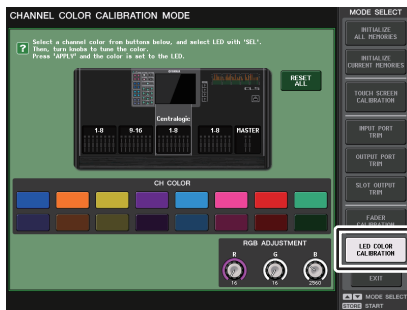 CHANNEL COLOR CALIBRATION MODE
Select a channel color from buttons below, and select LED with 'SEL'.
Then, turn knobs to tune the color.
Press 'APPLY' and the color is set to the LED.
RESET
ALL
CL5
Centralogic
1-8
9-16
1-8
1-8
MASTER
CH COLOR
RGB ADJUSTMENT
R
G
B
16
16
2560
MODE SELECT
INITIALIZE
ALL MEMORIES
INITIALIZE
CURRENT MEMORIES
TOUCH SCREEN
CALIBRATION
INPUT PORT
TRIM
OUTPUT PORT
TRIM
SLOT OUTPUT
TRIM
FADER
CALIBRATION
LED COLOR
CALIBRATION
EXIT
MODE SELECT
STORE START